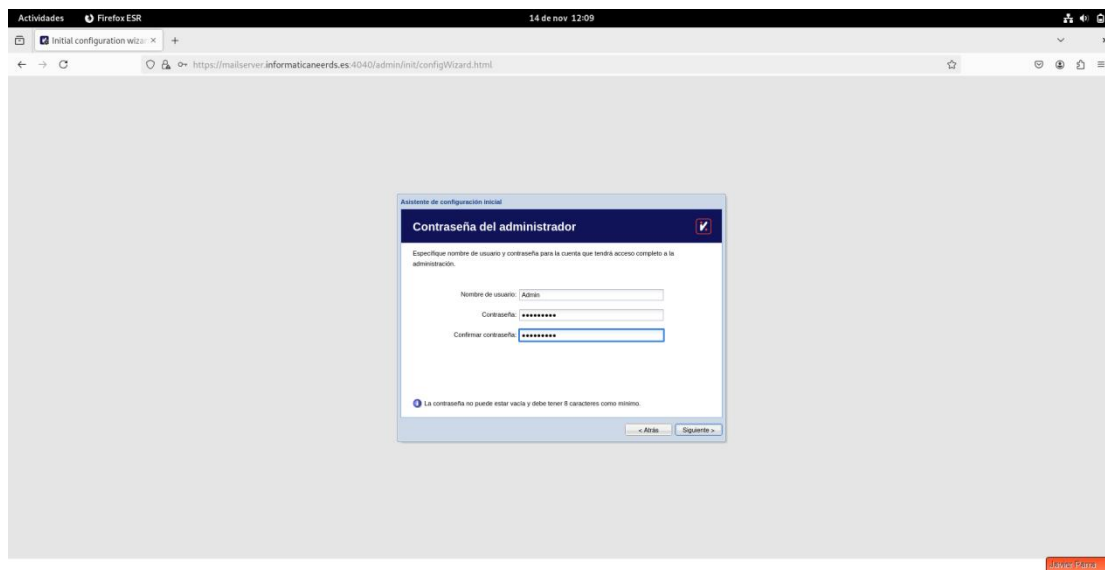 Actividades Firefox ESR 14 de nov 12:09
Initial configuration wizar
https://mailserver.informaticaneerds.es:4040/admin/init/configWizard.html
Asistente de configuración inicial
Contraseña del administrador
Especifique nombre de usuario y contraseña para la cuenta que tendrá acceso completo a la
administración.
Nombre de usuario: Admin
Contraseña: •••••••••
Confirmar contraseña: •••••••••
La contraseña no puede estar vacía y debe tener 8 caracteres como mínimo.
< Atrás Siguiente >
Javier Parra